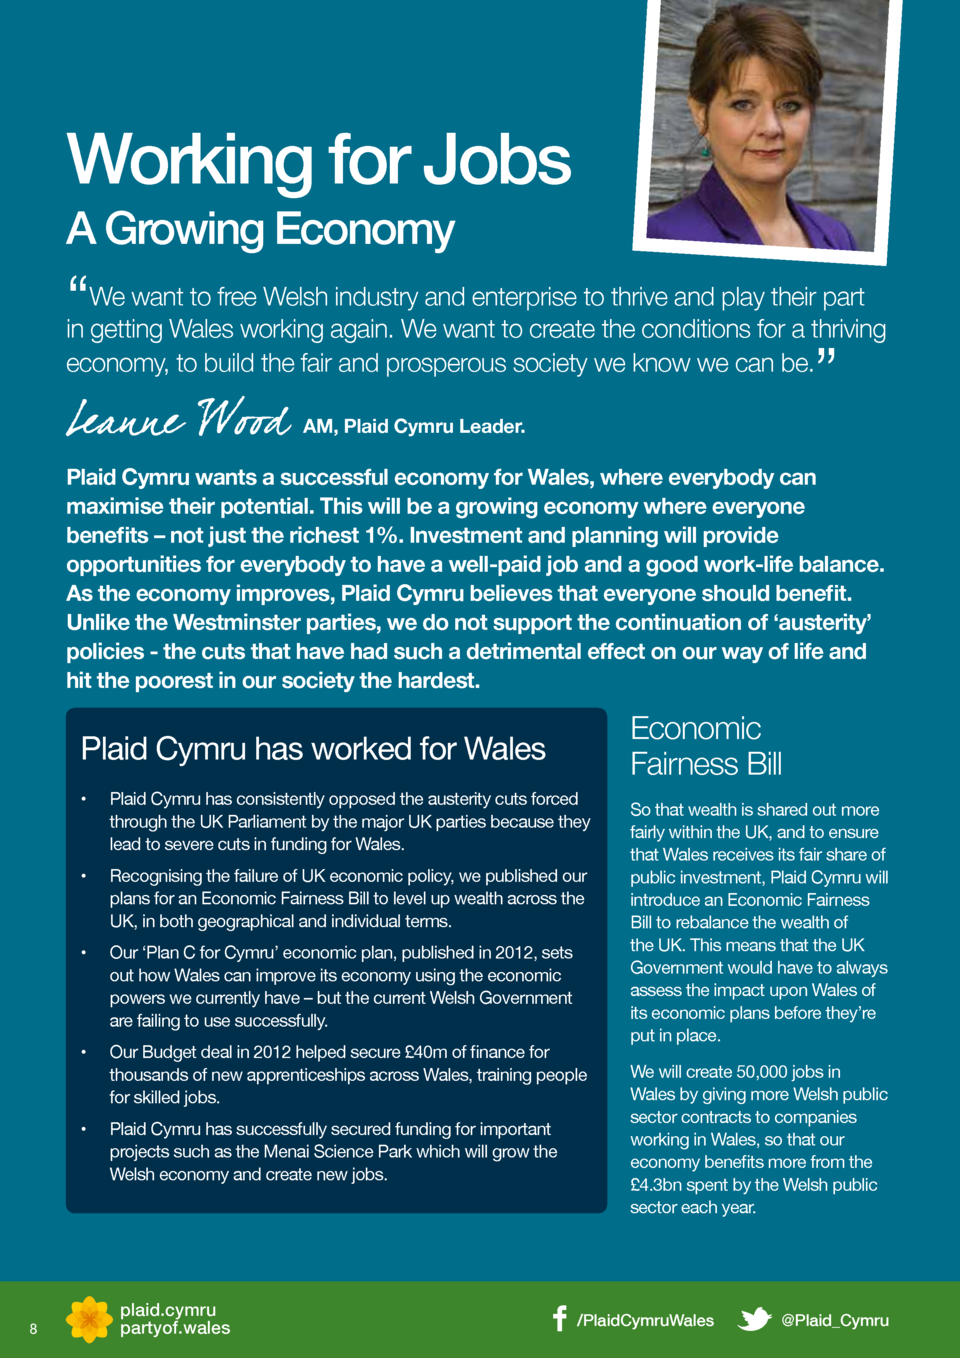 Working for Jobs
A Growing Economy
“We want to free Welsh industry and enterprise to thrive and play their part
in getting Wales working again. We want to create the conditions for a thriving
economy, to build the fair and prosperous society we know we can be.”
Leanne Wood AM, Plaid Cymru Leader.
Plaid Cymru wants a successful economy for Wales, where everybody can
maximise their potential. This will be a growing economy where everyone
benefits – not just the richest 1%. Investment and planning will provide
opportunities for everybody to have a well-paid job and a good work-life balance.
As the economy improves, Plaid Cymru believes that everyone should benefit.
Unlike the Westminster parties, we do not support the continuation of ‘austerity’
policies - the cuts that have had such a detrimental effect on our way of life and
hit the poorest in our society the hardest.
Plaid Cymru has worked for Wales
• Plaid Cymru has consistently opposed the austerity cuts forced
through the UK Parliament by the major UK parties because they
lead to severe cuts in funding for Wales.
• Recognising the failure of UK economic policy, we published our
plans for an Economic Fairness Bill to level up wealth across the
UK, in both geographical and individual terms.
• Our ‘Plan C for Cymru’ economic plan, published in 2012, sets
out how Wales can improve its economy using the economic
powers we currently have – but the current Welsh Government
are failing to use successfully.
• Our Budget deal in 2012 helped secure £40m of finance for
thousands of new apprenticeships across Wales, training people
for skilled jobs.
• Plaid Cymru has successfully secured funding for important
projects such as the Menai Science Park which will grow the
Welsh economy and create new jobs.
Economic
Fairness Bill
So that wealth is shared out more
fairly within the UK, and to ensure
that Wales receives its fair share of
public investment, Plaid Cymru will
introduce an Economic Fairness
Bill to rebalance the wealth of
the UK. This means that the UK
Government would have to always
assess the impact upon Wales of
its economic plans before they’re
put in place.
We will create 50,000 jobs in
Wales by giving more Welsh public
sector contracts to companies
working in Wales, so that our
economy benefits more from the
£4.3bn spent by the Welsh public
sector each year.
8
plaid.cymru
partyof.wales
/PlaidCymruWales
@Plaid_Cymru